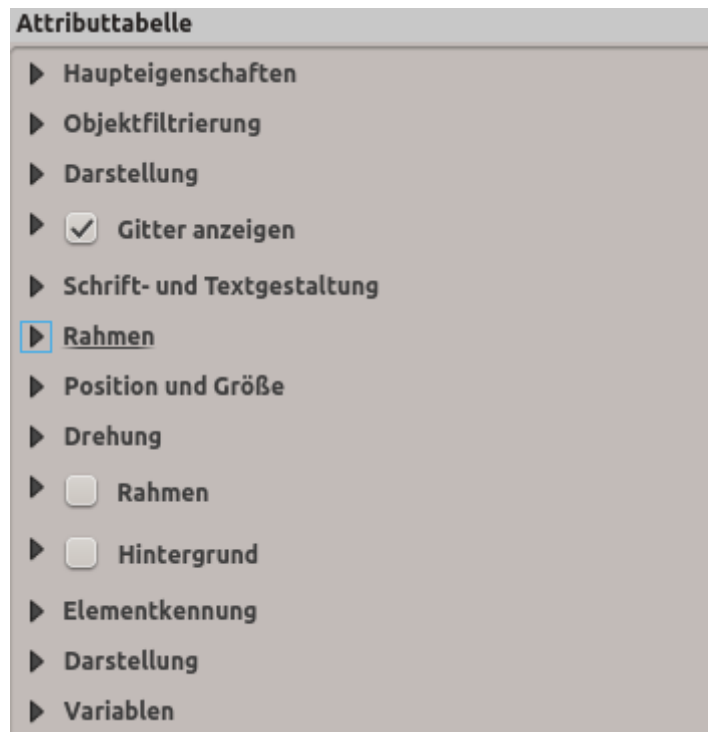 Attributtabelle
Haupteigenschaften
Objektfiltrierung
Darstellung
Gitter anzeigen
Schrift- und Textgestaltung
Rahmen
Position und Größe
Drehung
Rahmen
Hintergrund
Elementkennung
Darstellung
Variablen